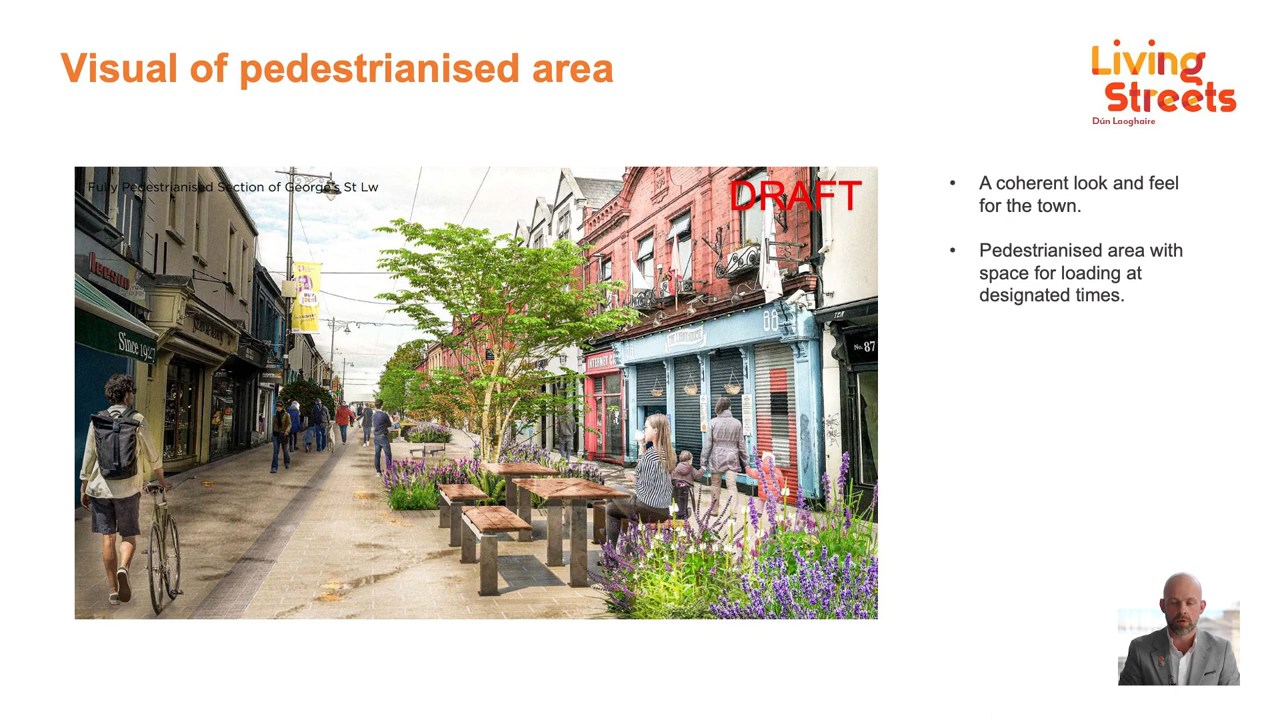 Visual of pedestrianised area
Living
Streets
Dún Laoghaire
Fully Pedestrianised Section of George's St Lw
DRAFT
• A coherent look and feel
for the town.
• Pedestrianised area with
space for loading at
designated times.
Since 1927
INTERNET C
88
No. 87